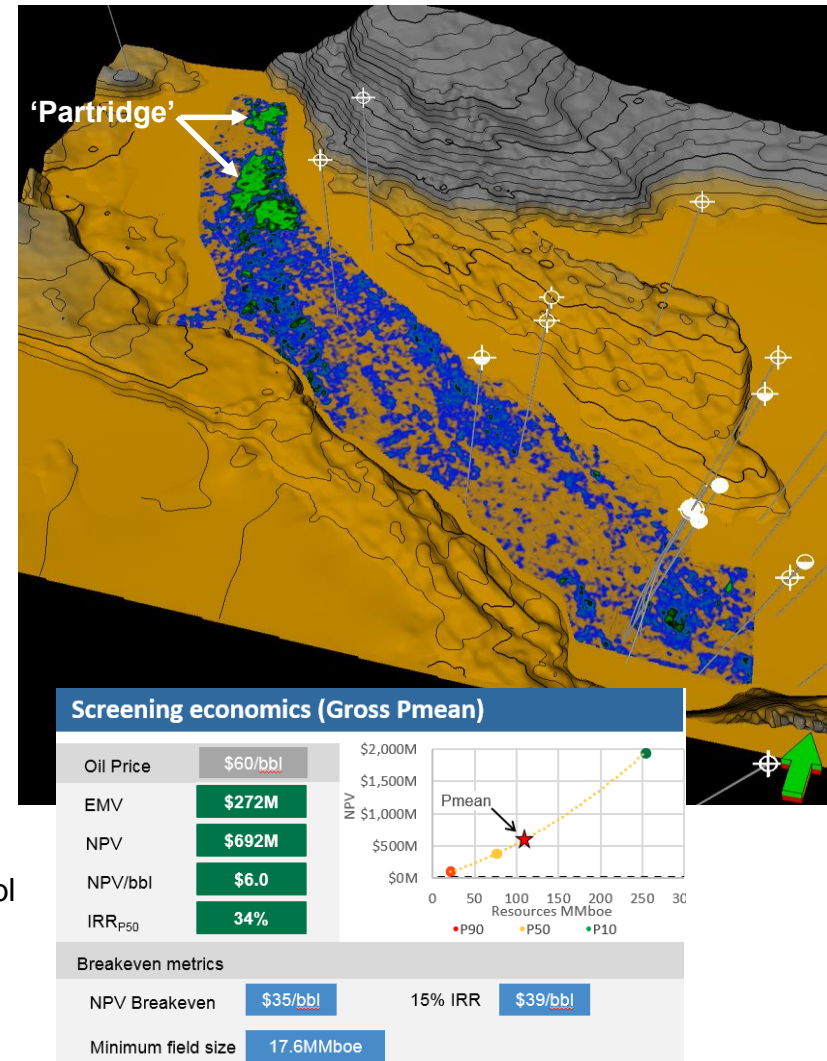 ‘Partridge’
Screening economics (Gross Pmean)
Oil Price $60/bbl
EMV $272M
NPV $692M
NPV/bbl $6.0
IRRP50 34%
$2,000M
$1,500M
$1,000M
$500M
$0M
NPV
Pmean
0 50 100 150 200 250 30
Resources MMboe
P90 P50 P10
ol
Breakeven metrics
NPV Breakeven $35/bbl 15% IRR $39/bbl
Minimum field size 17.6MMboe